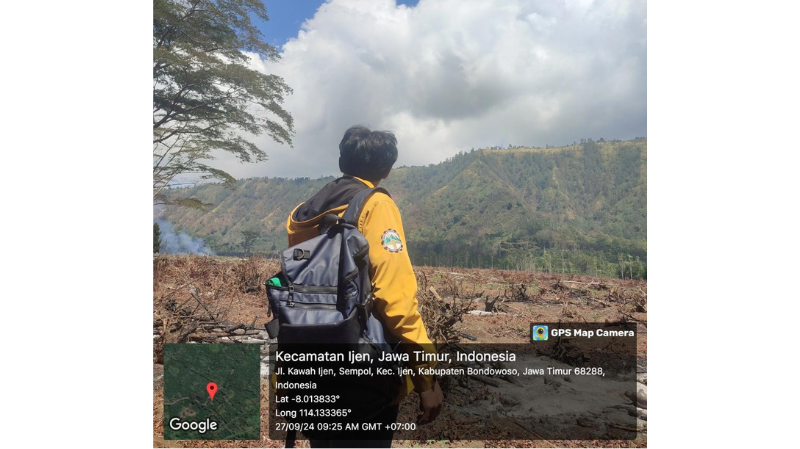 GPS Map Camera
Kecamatan Ijen, Jawa Timur, Indonesia
Jl. Kawah Ijen, Sempol, Kec. Ijen, Kabupaten Bondowoso, Jawa Timur 68288,
Indonesia
Lat -8.013833°
Long 114.133365°
27/09/24 09:25 AM GMT +07:00
Google